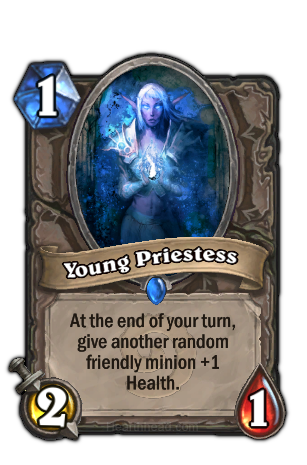 1
Young Priestess
At the end of your turn,
give another random
friendly minion +1
Health.
2
1